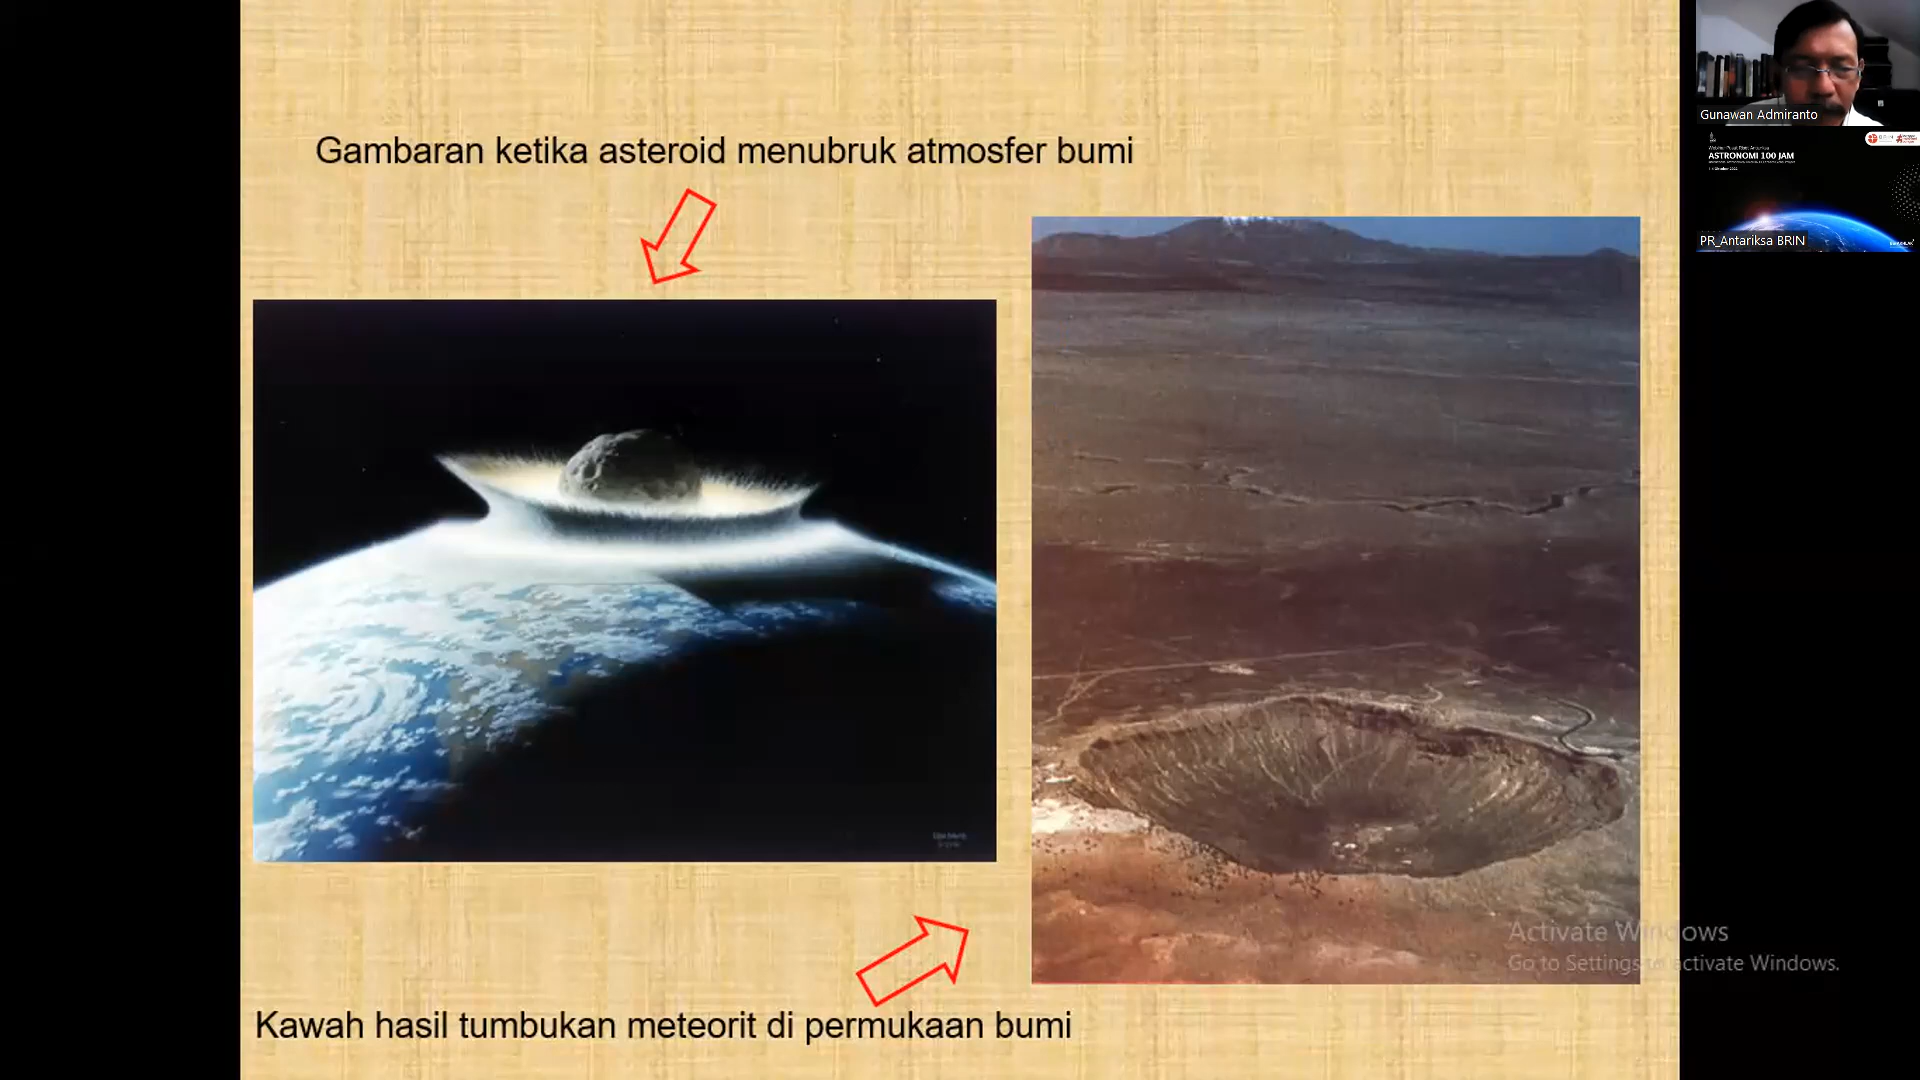 Gambaran ketika asteroid menubruk atmosfer bumi
Kawah hasil tumbukan meteorit di permukaan bumi
Gunawan Admiranto
ASTRONOMI 100 JAM
PR_Antariksa BRIN
Activate Windows
Go to Settings to activate Windows.